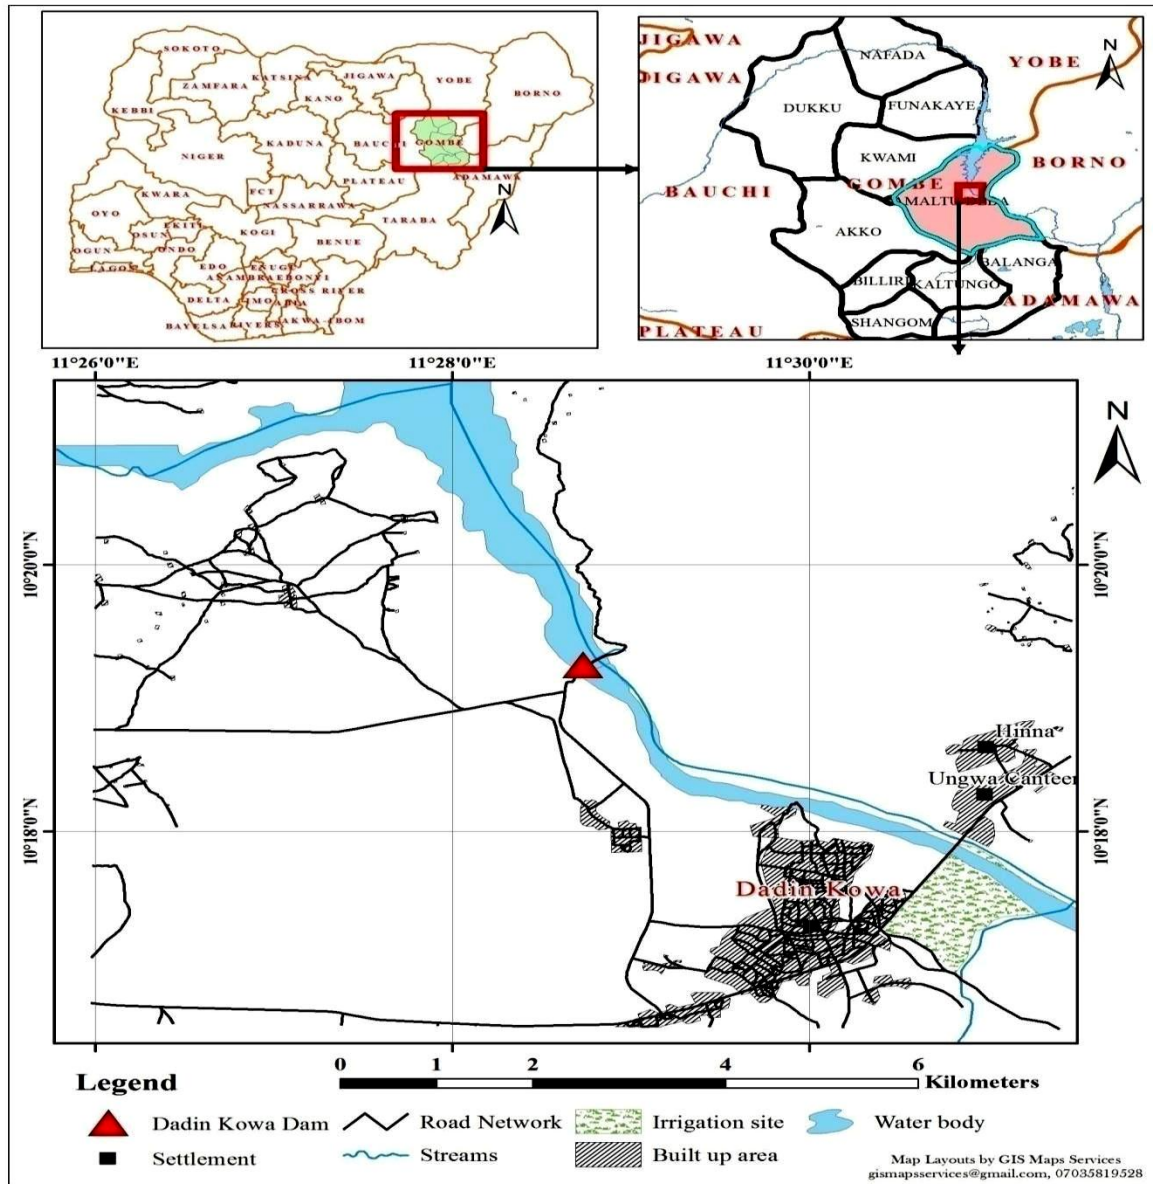 SOKOTO
ZAMFARA
KATSINA
JIGAWA
YOBE
BORNO
KEBBI
KANO
NIGER
KADUNA
BAUCHI
GOMBE
KWARA
FCT
PLATEAU
ADAMAWA
NASSARRAWA
OYO
EKITI
OSUN
KOGI
BENUE
TARABA
OGUN
ONDO
LAGOS
EDO
ENUGU
ANAMBRA
EBONYI
DELTA
IMO
ABIA
CROSS RIVER
BAYELSA
RIVERS
AKWA-IBOM
N
JIGAWA
JIGAWA
NAFADA
YOBE
N
DUKKU
FUNAKAYE
KWAMI
BORNO
BAUCHI
GOMBE
AKKO
BALANGA
BILLIRI
KALTUNGO
ADAMAWA
SHANGOM
PLATEAU
11°26'0"E
11°28'0"E
11°30'0"E
N
10°20'0"N
10°20'0"N
Hinna
Ungwa Canteen
10°18'0"N
10°18'0"N
Dadin Kowa
0 1 2 4 6
Kilometers
Legend
Dadin Kowa Dam
Road Network
Irrigation site
Water body
Settlement
Streams
Built up area
Map Layouts by GIS Maps Services
gismapsservices@gmail.com, 07035819528